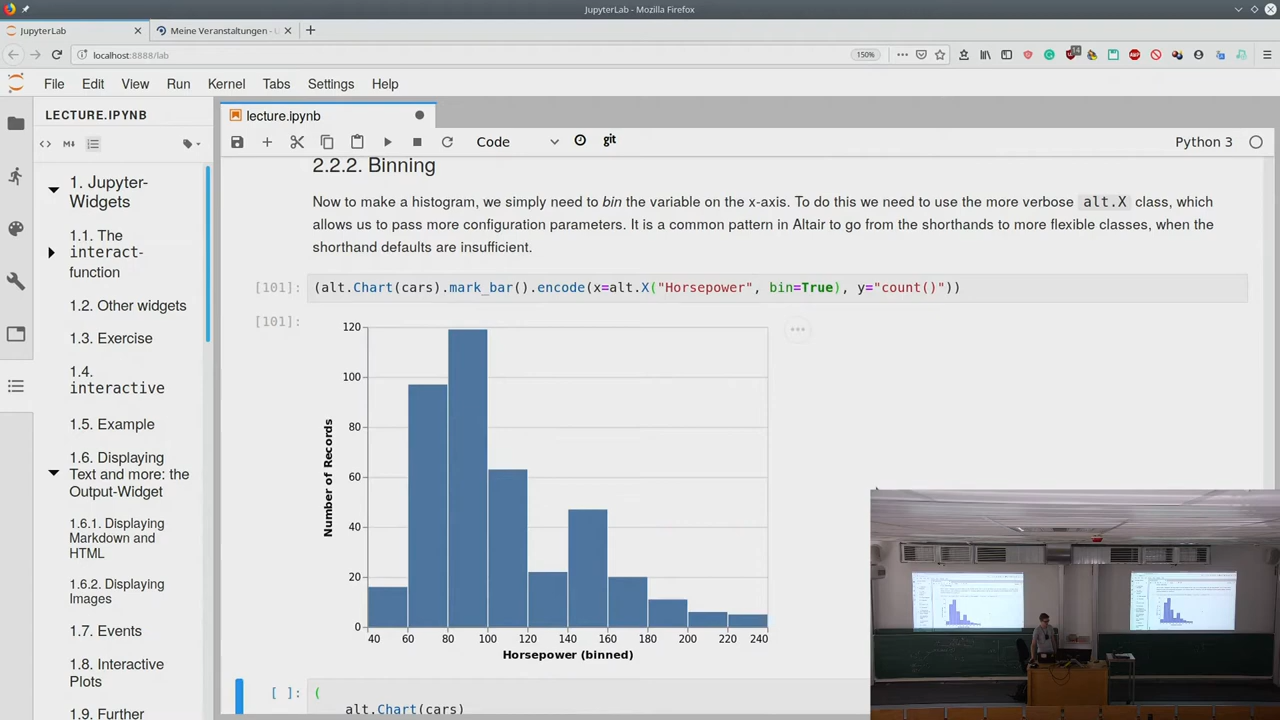 JupyterLab - Mozilla Firefox
JupyterLab
Meine Veranstaltungen -
localhost:8888/lab
150%
14
File Edit View Run Kernel Tabs Settings Help
LECTURE.IPYNB
lecture.ipynb
Code
git
Python 3
1. Jupyter-
Widgets
1.1. The
interact-
function
1.2. Other widgets
1.3. Exercise
1.4.
interactive
1.5. Example
1.6. Displaying
Text and more: the
Output-Widget
1.6.1. Displaying
Markdown and
HTML
1.6.2. Displaying
Images
1.7. Events
1.8. Interactive
Plots
1.9. Further
2.2.2. Binning
Now to make a histogram, we simply need to bin the variable on the x-axis. To do this we need to use the more verbose alt.X class, which
allows us to pass more configuration parameters. It is a common pattern in Altair to go from the shorthands to more flexible classes, when the
shorthand defaults are insufficient.
[101]: (alt.Chart(cars).mark_bar().encode(x=alt.X("Horsepower", bin=True), y="count()"))
[101]:
120
100
80
60
40
20
0
Number of Records
40 60 80 100 120 140 160 180 200 220 240
Horsepower (binned)
[ ]: (
alt.Chart(cars)